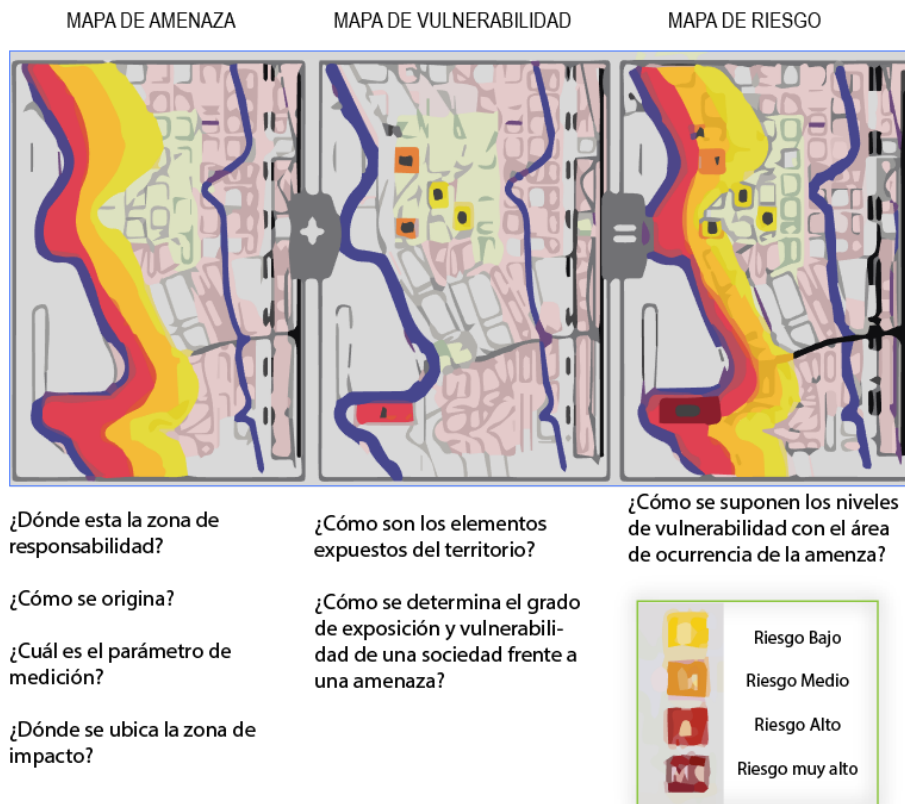 MAPA DE AMENAZA
MAPA DE VULNERABILIDAD
MAPA DE RIESGO
¿Dónde esta la zona de
responsabilidad?
¿Cómo se origina?
¿Cuál es el parámetro de
medición?
¿Dónde se ubica la zona de
impacto?
¿Cómo son los elementos
expuestos del territorio?
¿Cómo se determina el grado
de exposición y vulnerabili-
dad de una sociedad frente a
una amenaza?
¿Cómo se suponen los niveles
de vulnerabilidad con el área
de ocurrencia de la amenza?
Riesgo Bajo
Riesgo Medio
Riesgo Alto
Riesgo muy alto